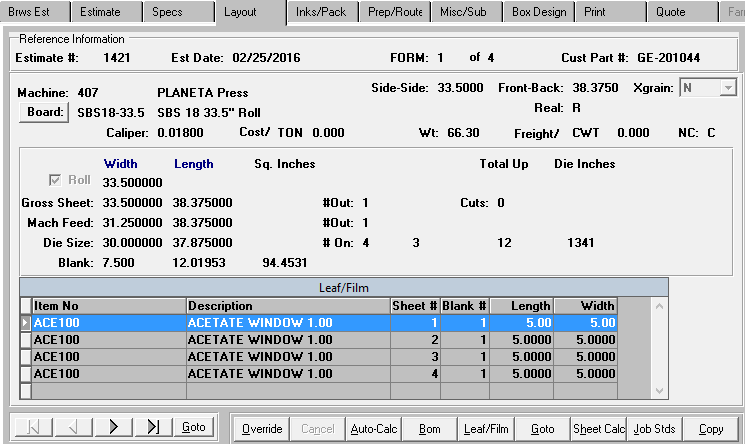 Brws Est Estimate Specs Layout Inks/Pack Prep/Route Misc/Sub Box Design Print Quote Far
Reference Information
Estimate #: 1421 Est Date: 02/25/2016 FORM: 1 of 4 Cust Part #: GE-201044
Machine: 407 PLANETA Press Side-Side: 33.5000 Front-Back: 38.3750 Xgrain: N
Board: SBS18-33.5 SBS 18 33.5" Roll Real: R
Caliper: 0.01800 Cost/ TON 0.000 Wt: 66.30 Freight/ CWT 0.000 NC: C
Width Length Sq. Inches Total Up Die Inches
Roll 33.500000
Gross Sheet: 33.500000 38.375000 #Out: 1 Cuts: 0
Mach Feed: 31.250000 38.375000 #Out: 1
Die Size: 30.000000 37.875000 # On: 4 3 12 1341
Blank: 7.500 12.01953 94.4531
Leaf/Film
Item No Description Sheet # Blank # Length Width
ACE100 ACETATE WINDOW 1.00 1 1 5.00 5.00
ACE100 ACETATE WINDOW 1.00 2 1 5.0000 5.0000
ACE100 ACETATE WINDOW 1.00 3 1 5.0000 5.0000
ACE100 ACETATE WINDOW 1.00 4 1 5.0000 5.0000
Goto Override Cancel Auto-Calc Bom Leaf/Film Goto Sheet Calc Job Stds Copy